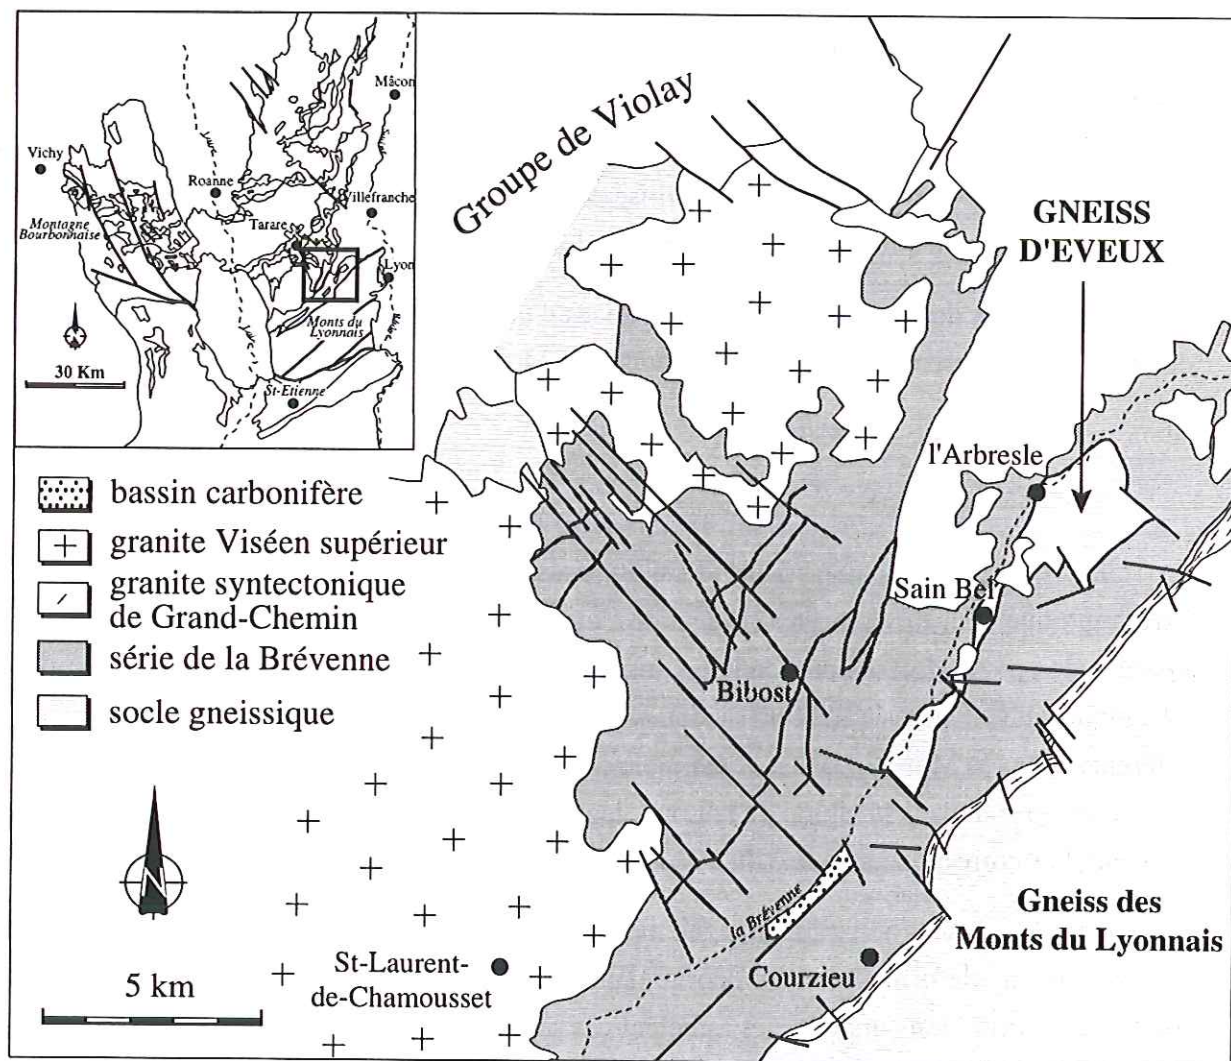 Mâcon
Vichy
Roanne
Villefranche
Montagne
Bourbonnaise
Tarare
Lyon
Monts du
Lyonnais
30 Km
St-Etienne
Groupe de Violay
GNEISS
D'EVEUX
l'Arbresle
bassin carbonifère
granite Viséen supérieur
granite syntectonique
de Grand-Chemin
série de la Brévenne
socle gneissique
Sain Bel
Bibost
la Brévenne
Gneiss des
Monts du Lyonnais
N
St-Laurent-
de-Chamousset
Courzieu
5 km